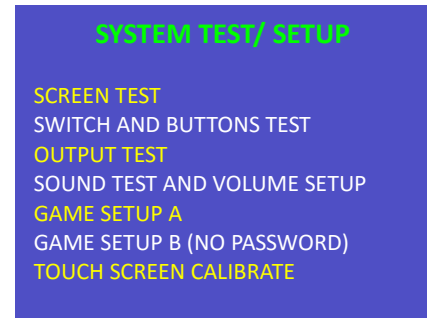 SYSTEM TEST/ SETUP
SCREEN TEST
SWITCH AND BUTTONS TEST
OUTPUT TEST
SOUND TEST AND VOLUME SETUP
GAME SETUP A
GAME SETUP B (NO PASSWORD)
TOUCH SCREEN CALIBRATE